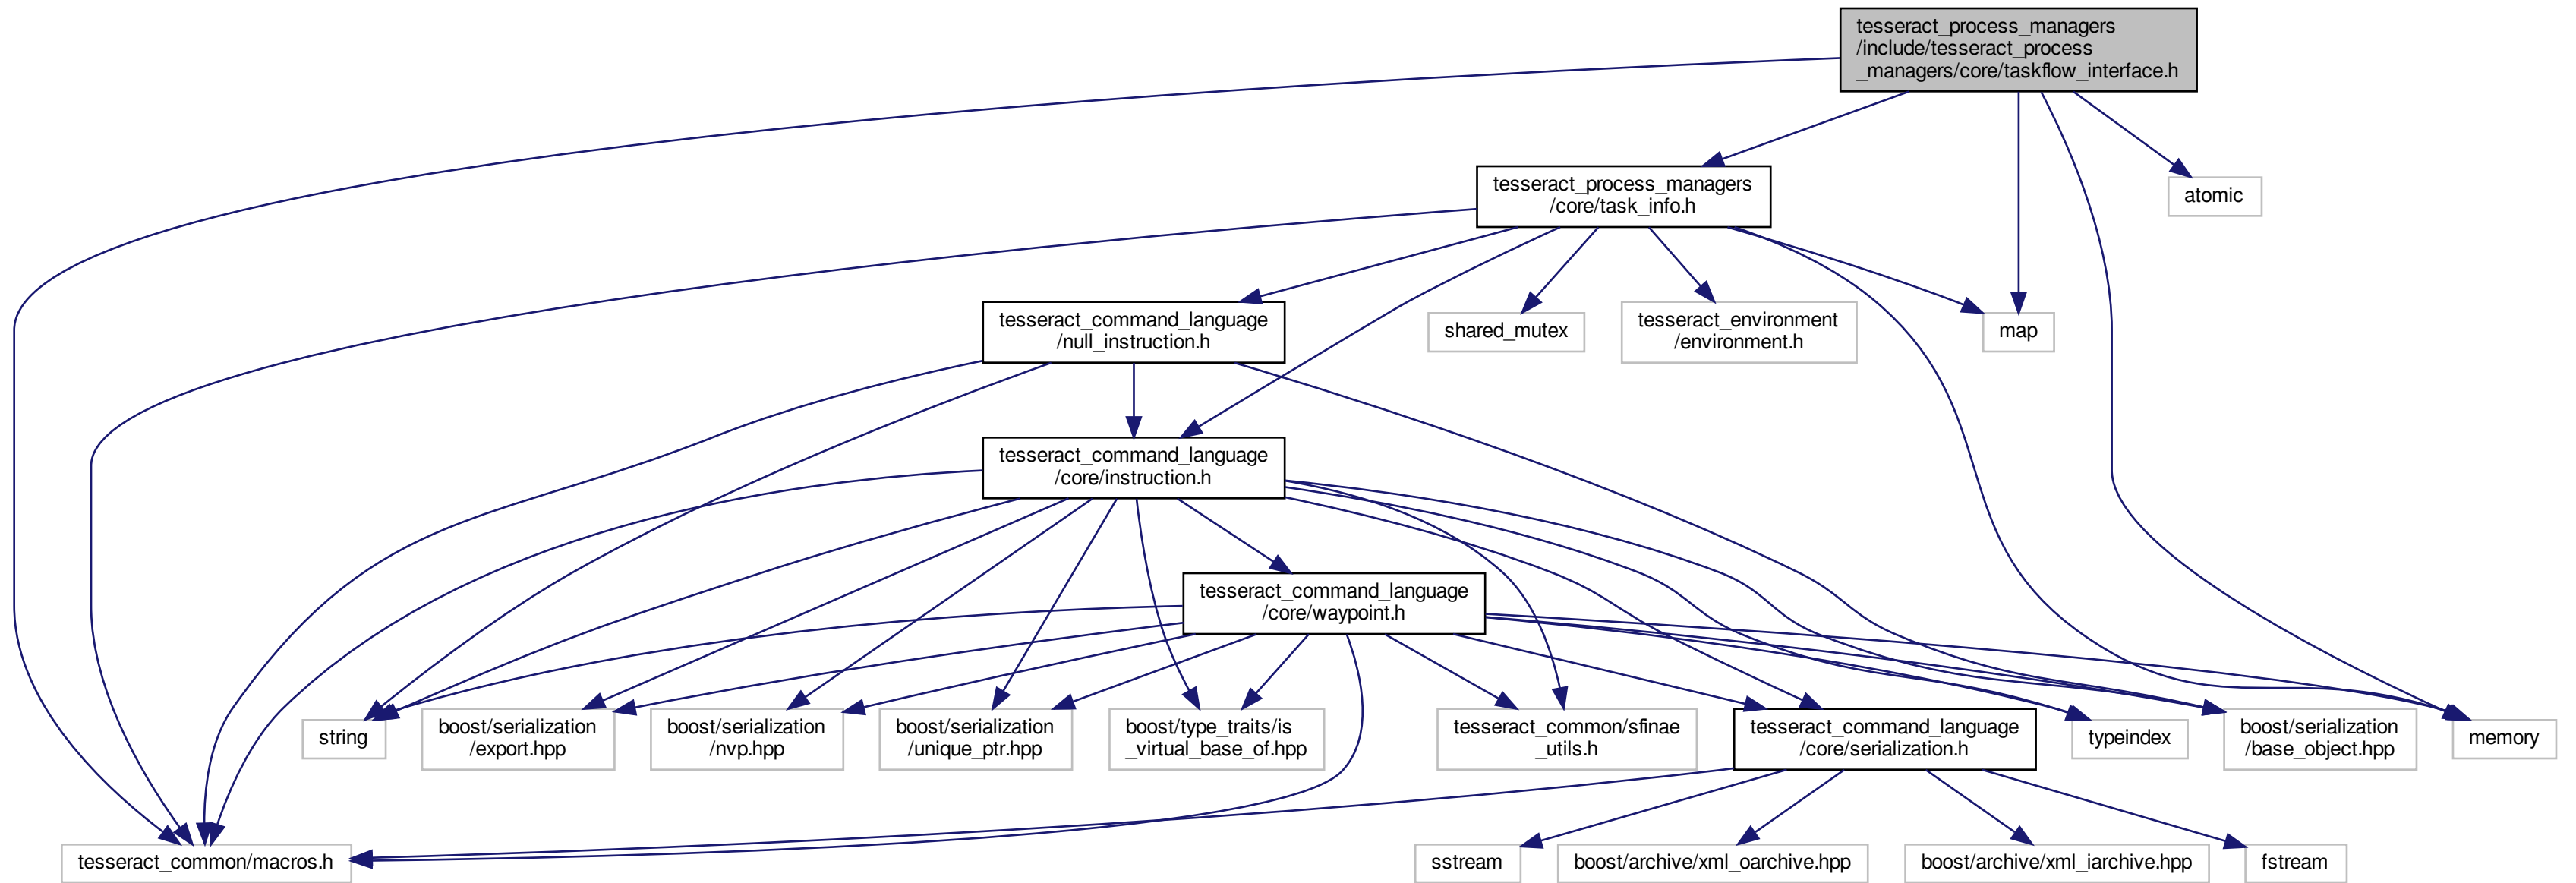 tesseract_process_managers
/include/tesseract_process
_managers/core/taskflow_interface.h
tesseract_process_managers
/core/task_info.h
atomic
tesseract_command_language
/null_instruction.h
shared_mutex
tesseract_environment
/environment.h
map
tesseract_command_language
/core/instruction.h
tesseract_command_language
/core/waypoint.h
string
boost/serialization
/export.hpp
boost/serialization
/nvp.hpp
boost/serialization
/unique_ptr.hpp
boost/type_traits/is
_virtual_base_of.hpp
tesseract_common/sfinae
_utils.h
tesseract_command_language
/core/serialization.h
typeindex
boost/serialization
/base_object.hpp
memory
tesseract_common/macros.h
sstream
boost/archive/xml_oarchive.hpp
boost/archive/xml_iarchive.hpp
fstream